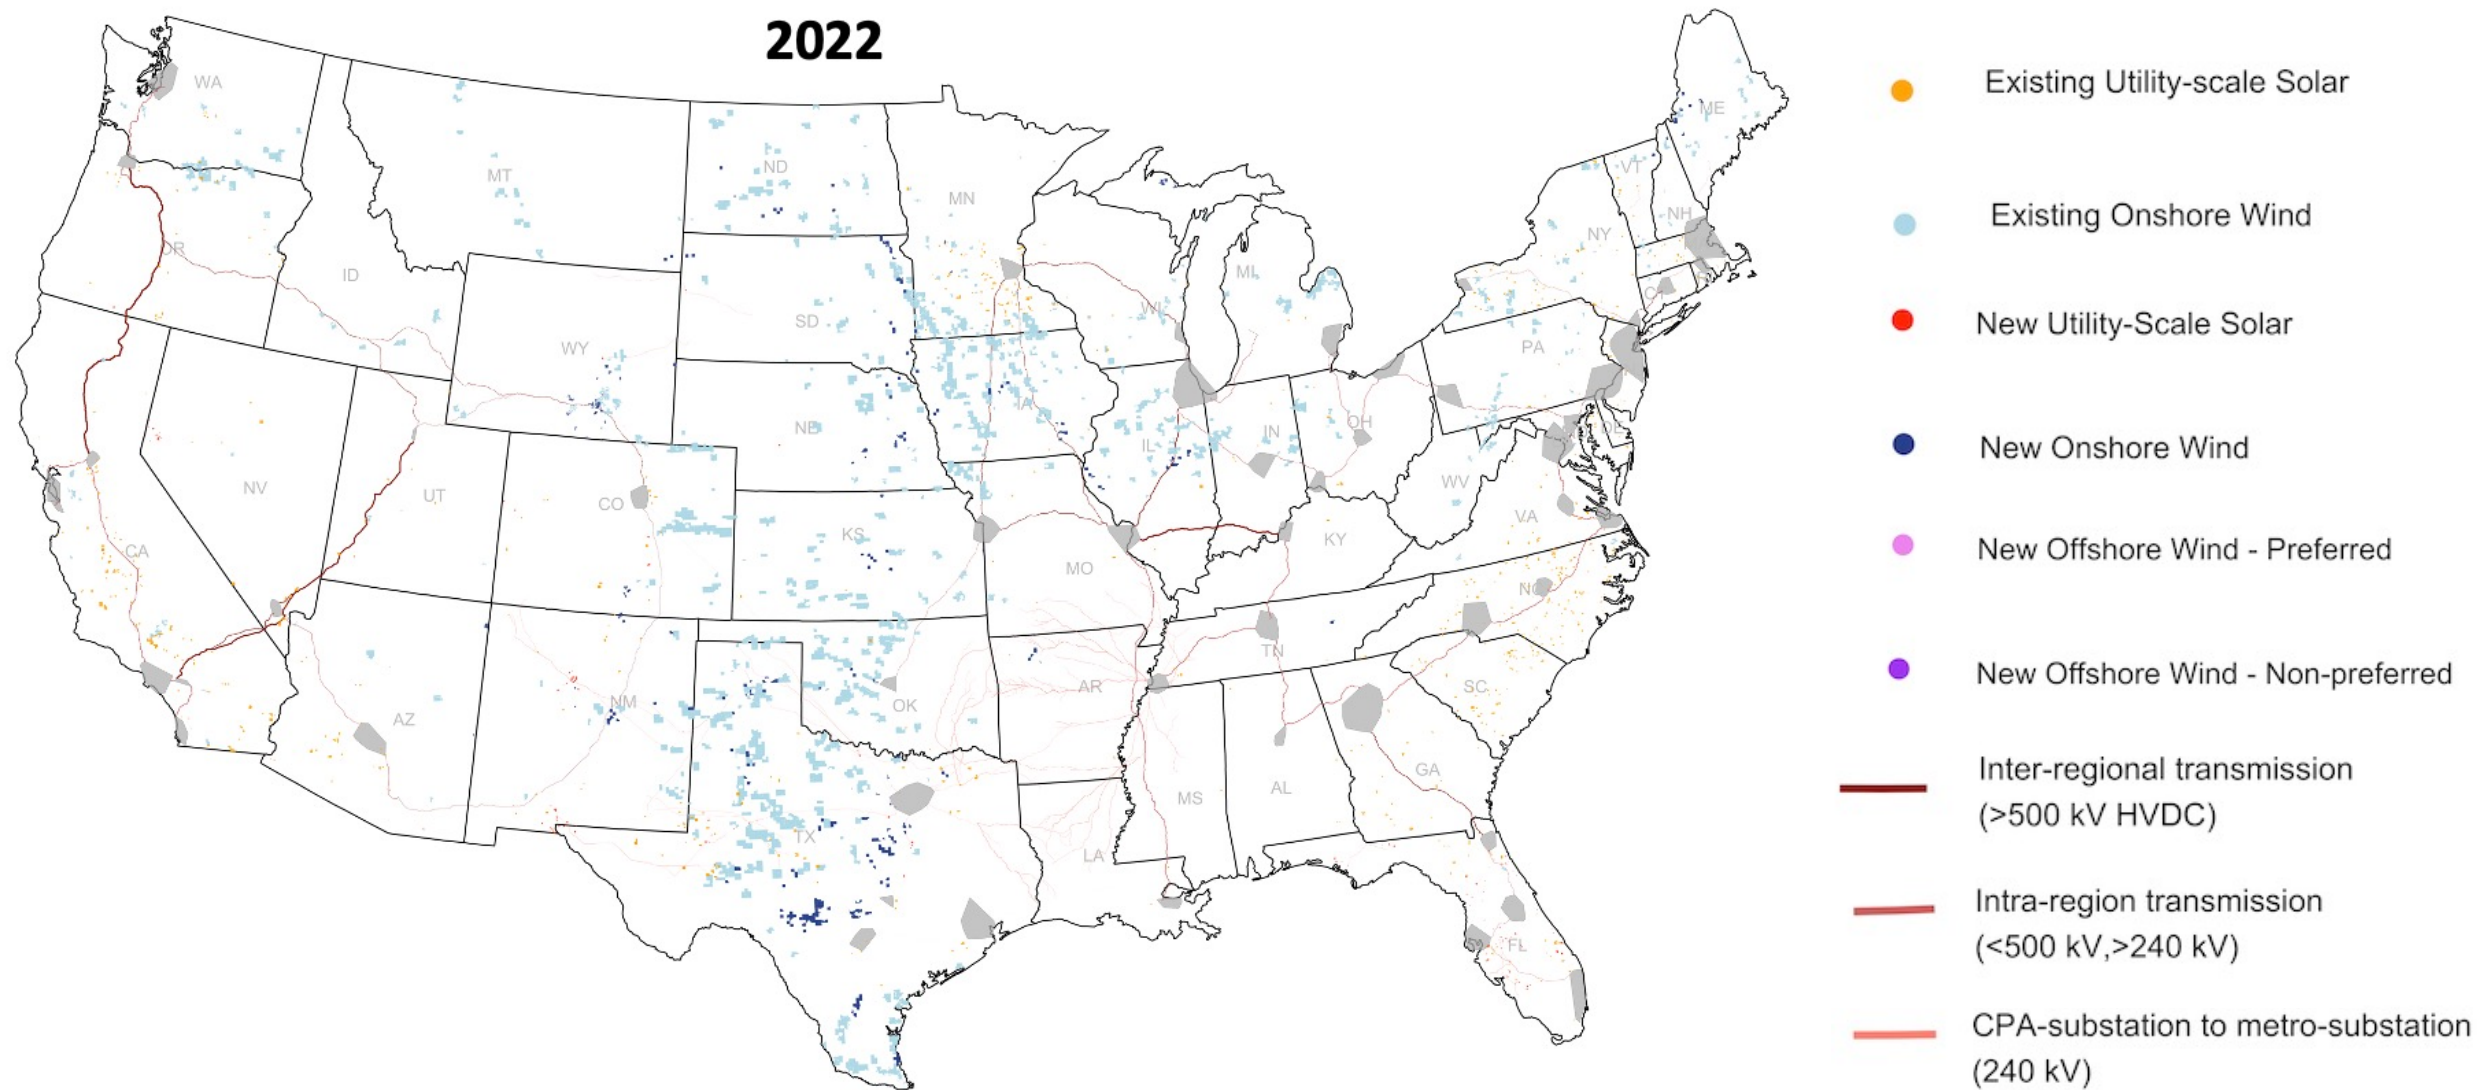 2022
WA
MT
ND
MN
ME
VT
NH
NY
OR
ID
WY
SD
WI
MI
PA
NE
IA
IL
IN
OH
DE
NV
UT
CO
KS
MO
KY
WV
VA
CA
AZ
NM
OK
AR
TN
NC
SC
TX
LA
MS
AL
GA
FL
Existing Utility-scale Solar
Existing Onshore Wind
New Utility-Scale Solar
New Onshore Wind
New Offshore Wind - Preferred
New Offshore Wind - Non-preferred
Inter-regional transmission
(>500 kV HVDC)
Intra-region transmission
(<500 kV,>240 kV)
CPA-substation to metro-substation
(240 kV)